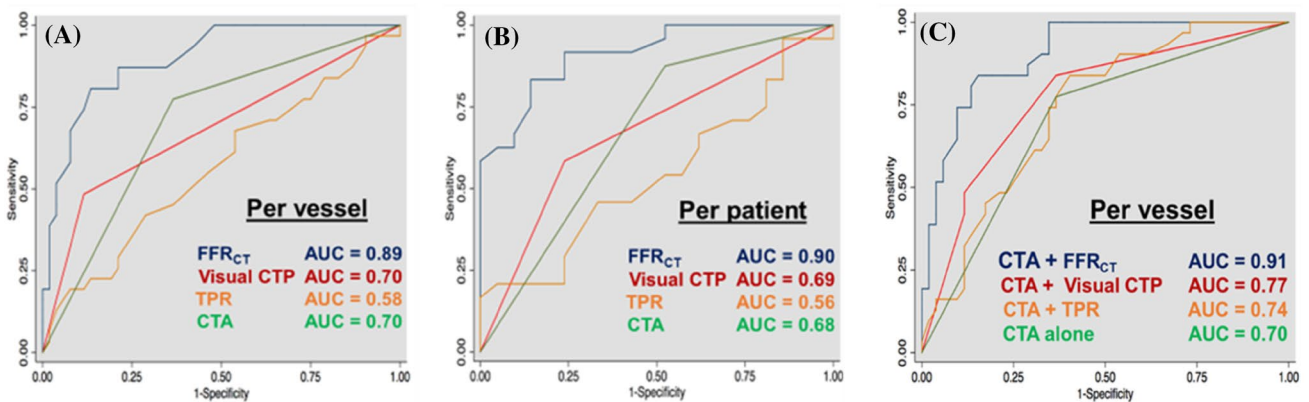 (A)
1.00
0.75
0.50
0.25
0.00
Sensitivity
Per vessel
FFRCT AUC = 0.89
Visual CTP AUC = 0.70
TPR AUC = 0.58
CTA AUC = 0.70
0.00 0.25 0.50 0.75 1.00
1-Specificity
(B)
1.00
0.75
0.50
0.25
0.00
Sensitivity
Per patient
FFRCT AUC = 0.90
Visual CTP AUC = 0.69
TPR AUC = 0.56
CTA AUC = 0.68
0.00 0.25 0.50 0.75 1.00
1-Specificity
(C)
1.00
0.75
0.50
0.25
0.00
Sensitivity
Per vessel
CTA + FFRCT AUC = 0.91
CTA + Visual CTP AUC = 0.77
CTA + TPR AUC = 0.74
CTA alone AUC = 0.70
0.00 0.25 0.50 0.75 1.00
1-Specificity